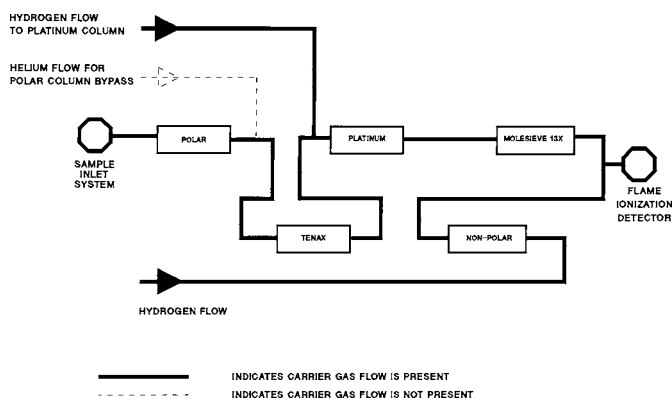 HYDROGEN FLOW
TO PLATINUM COLUMN
HELIUM FLOW FOR
POLAR COLUMN BYPASS
POLAR
PLATINUM
MOLESIEVE 13X
SAMPLE
INLET
SYSTEM
FLAME
IONIZATION
DETECTOR
TENAX
NON-POLAR
HYDROGEN FLOW
INDICATES CARRIER GAS FLOW IS PRESENT
INDICATES CARRIER GAS FLOW IS NOT PRESENT